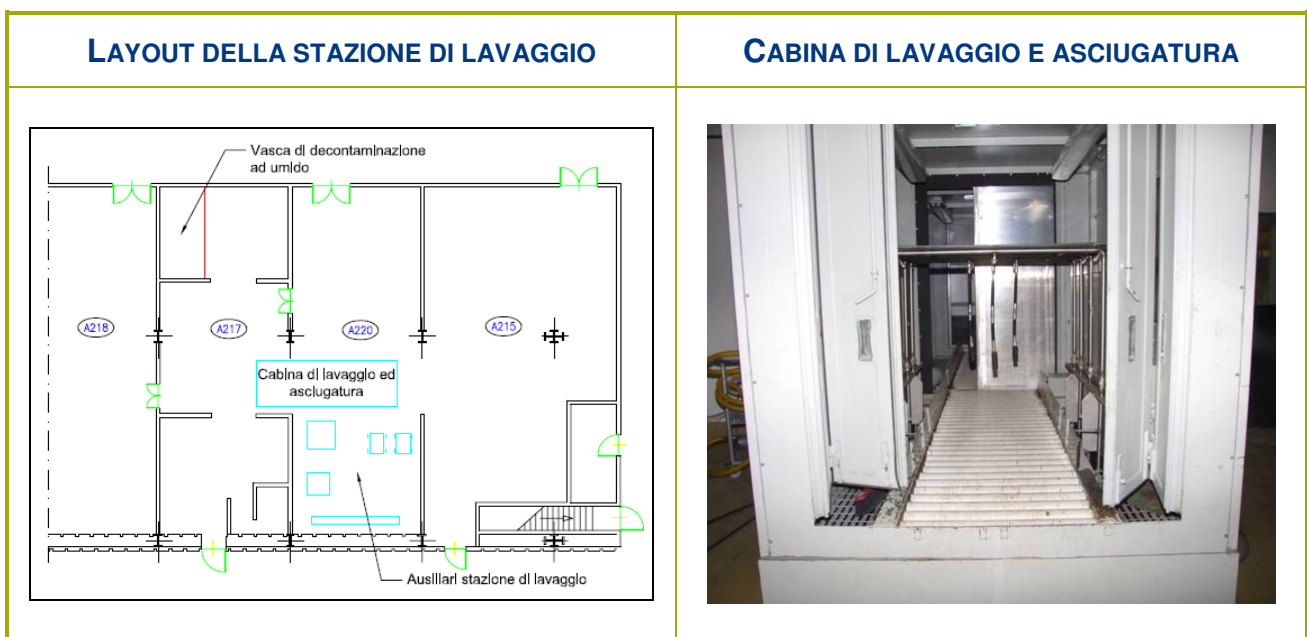 LAYOUT DELLA STAZIONE DI LAVAGGIO
CABINA DI LAVAGGIO E ASCIUGATURA
Vasca di decontaminazione
ad umido
A218
A217
A220
A215
Cabina di lavaggio ed
asciugatura
Ausiliari stazione di lavaggio